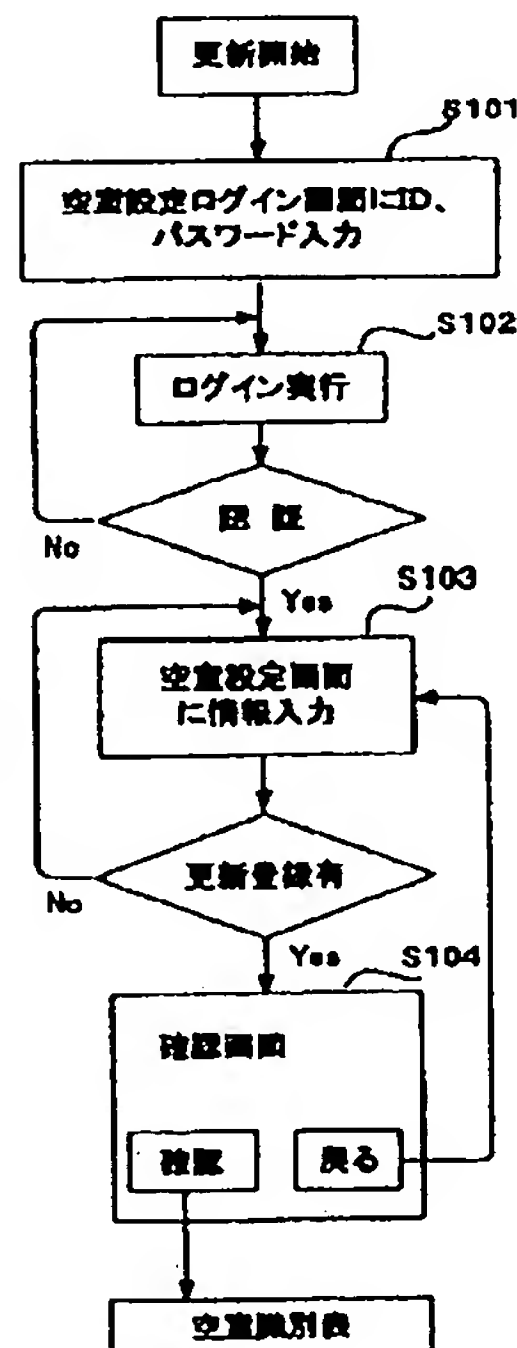 更新開始
S101
空室設定ログイン画面にID、
パスワード入力
S102
ログイン実行
認 証
No
Yes
S103
空室設定画面
に情報入力
更新登録有
No
Yes
S104
確認画面
確認
戻る
空室識別表